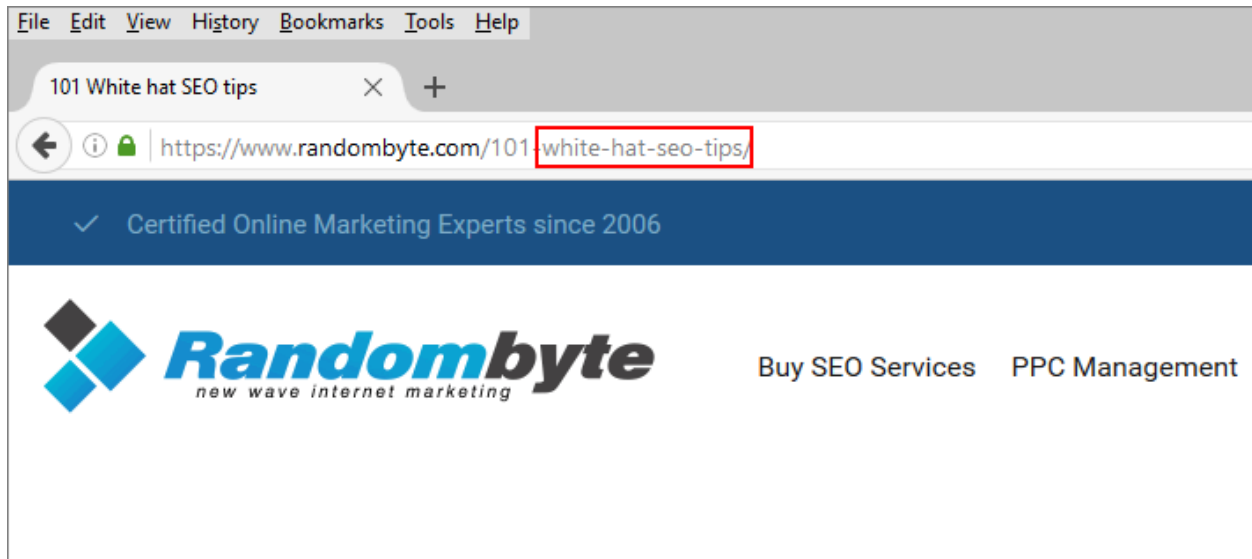 File Edit View History Bookmarks Tools Help
101 White hat SEO tips
https://www.randombyte.com/101-white-hat-seo-tips/
Certified Online Marketing Experts since 2006
Randombyte
new wave internet marketing
Buy SEO Services PPC Management